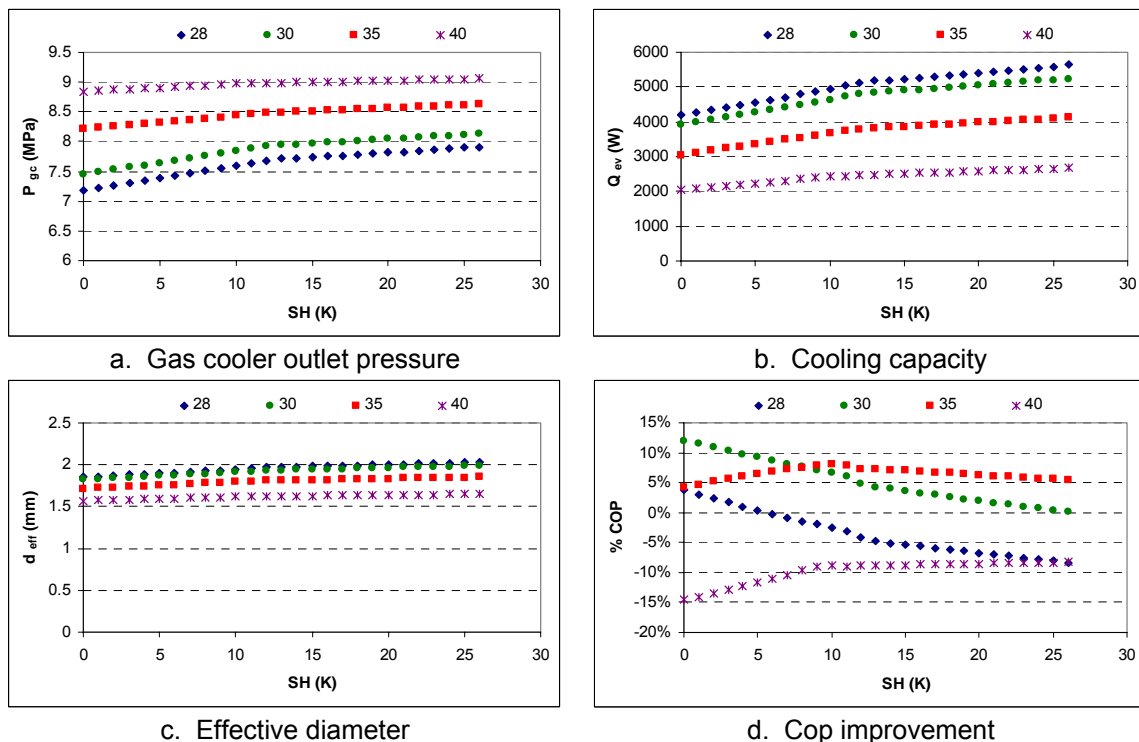 28 30 35 40
9.5
9
8.5
8
7.5
7
6.5
6
P gc (MPa)
0 5 10 15 20 25 30
SH (K)
a. Gas cooler outlet pressure
28 30 35 40
6000
5000
4000
3000
2000
1000
0
Q ev (W)
0 5 10 15 20 25 30
SH (K)
b. Cooling capacity
28 30 35 40
2.5
2
1.5
1
0.5
0
d eff (mm)
0 5 10 15 20 25 30
SH (K)
c. Effective diameter
28 30 35 40
15%
10%
5%
0%
-5%
-10%
-15%
-20%
% COP
0 5 10 15 20 25 30
SH (K)
d. Cop improvement